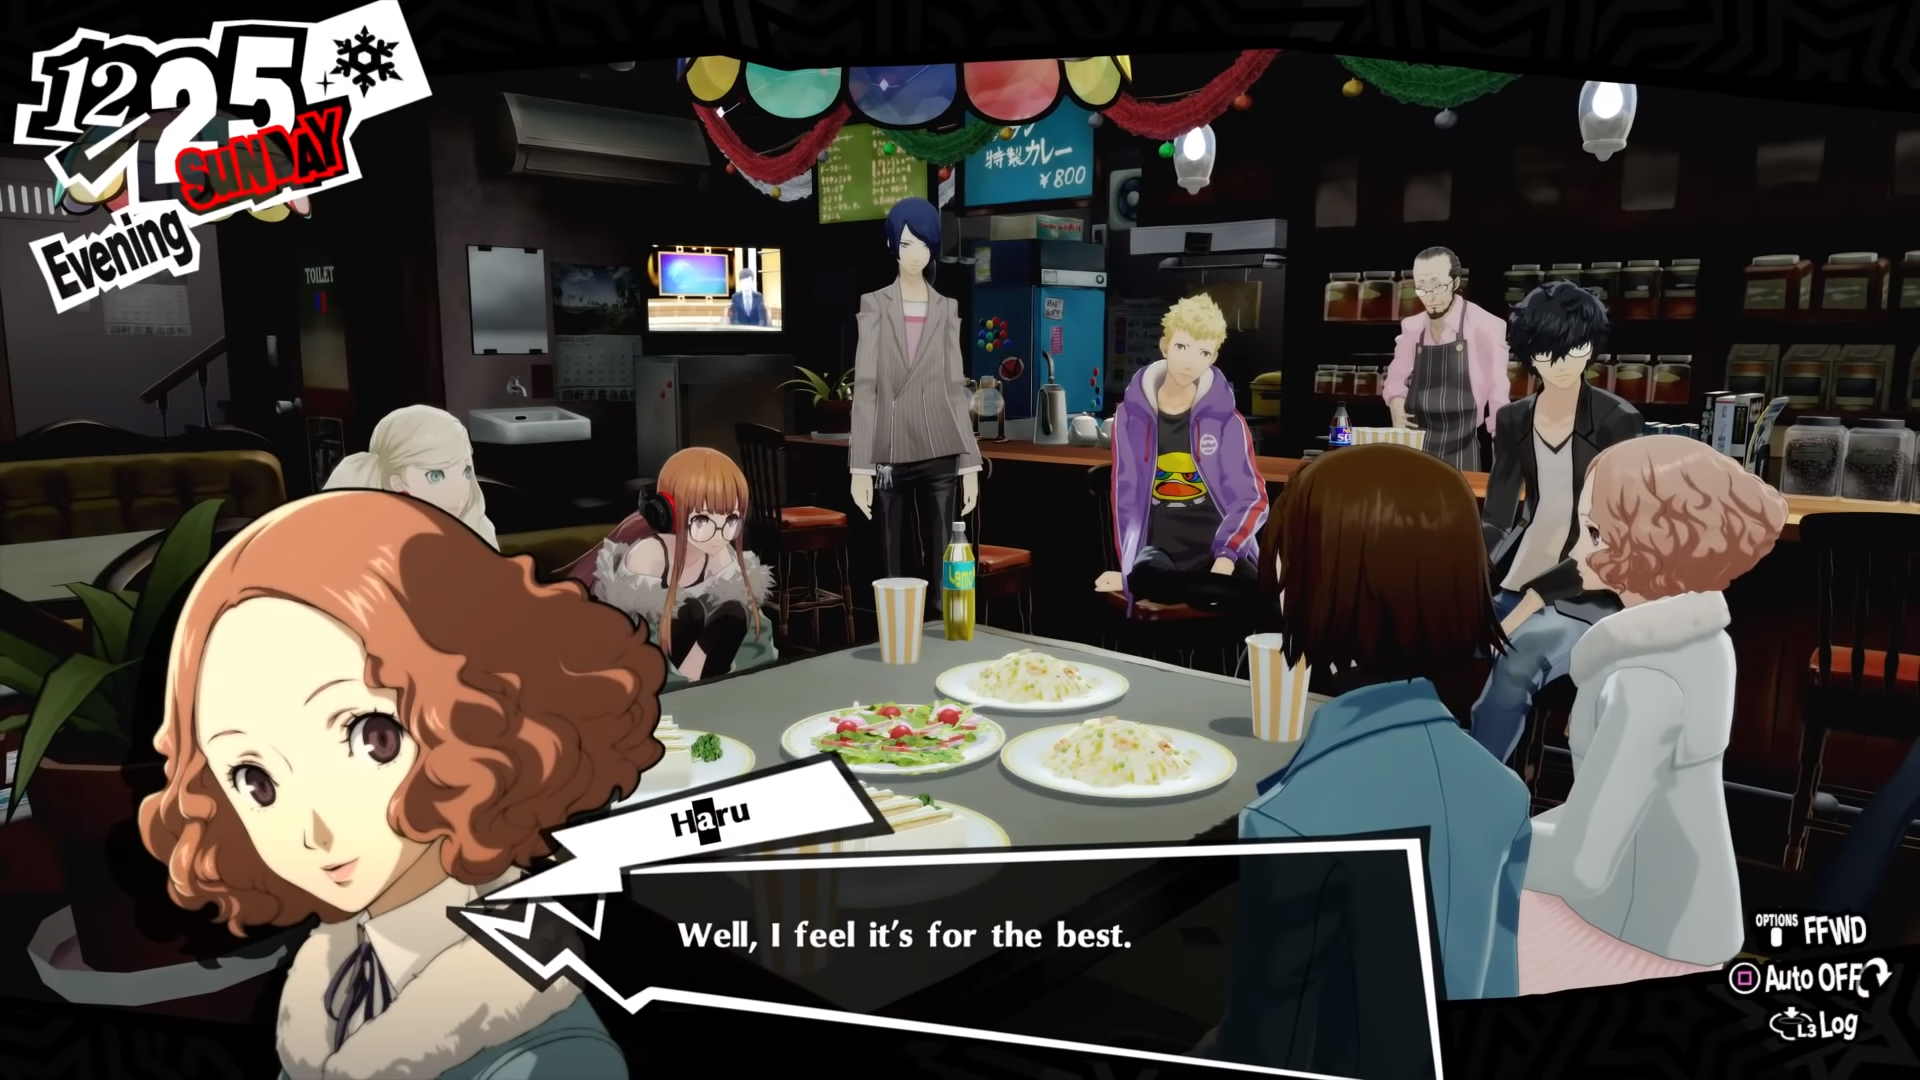 12/25
SUNDAY
Evening
TOILET
特製カレー
¥800
Haru
Well, I feel it's for the best.
OPTIONS FFWD
Auto OFF
L3 Log